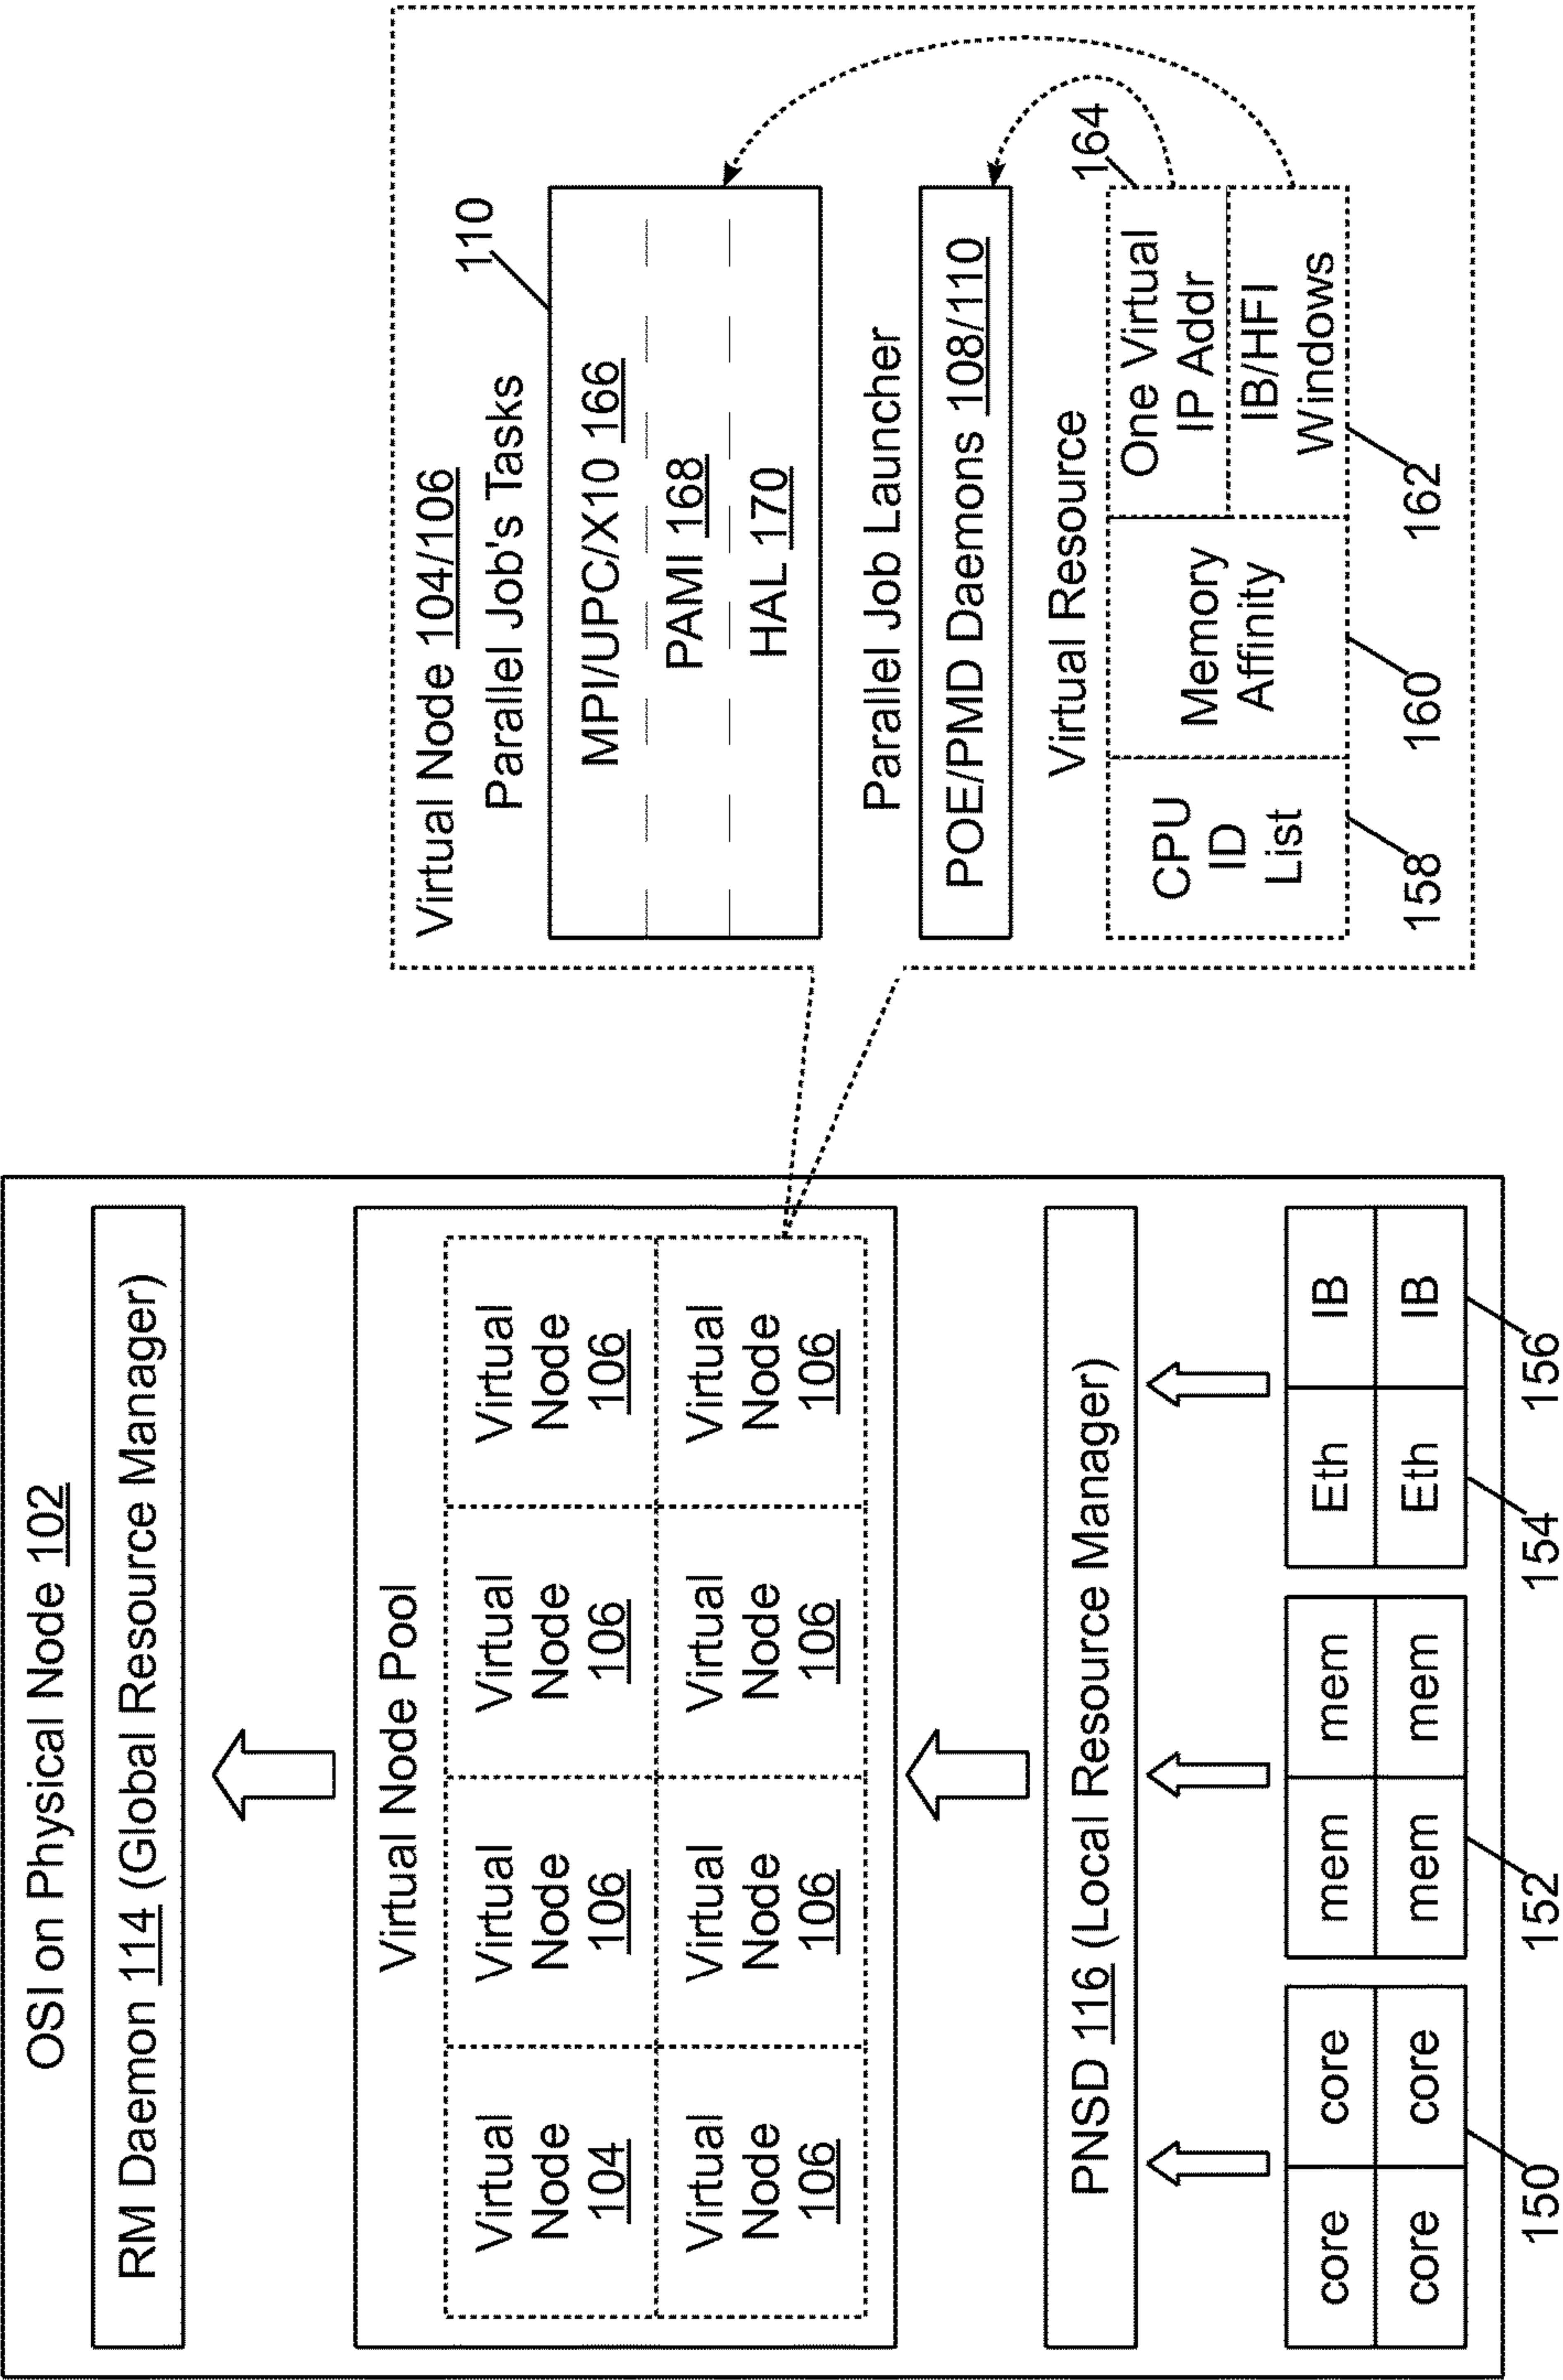 OSI on Physical Node 102
RM Daemon 114 (Global Resource Manager)
Virtual Node Pool
Virtual
Node
104
Virtual
Node
106
Virtual
Node
106
Virtual
Node
106
Virtual
Node
106
Virtual
Node
106
Virtual
Node
106
Virtual
Node
106
PNSD 116 (Local Resource Manager)
core core
core core
150
mem mem
mem mem
152
Eth IB
Eth IB
154
156
Virtual Node 104/106
Parallel Job's Tasks
110
MPI/UPC/X10 166
PAMI 168
HAL 170
Parallel Job Launcher
POE/PMD Daemons 108/110
Virtual Resource
164
CPU
ID
List
Memory
Affinity
One Virtual
IP Addr
IB/HFI
Windows
158
160
162